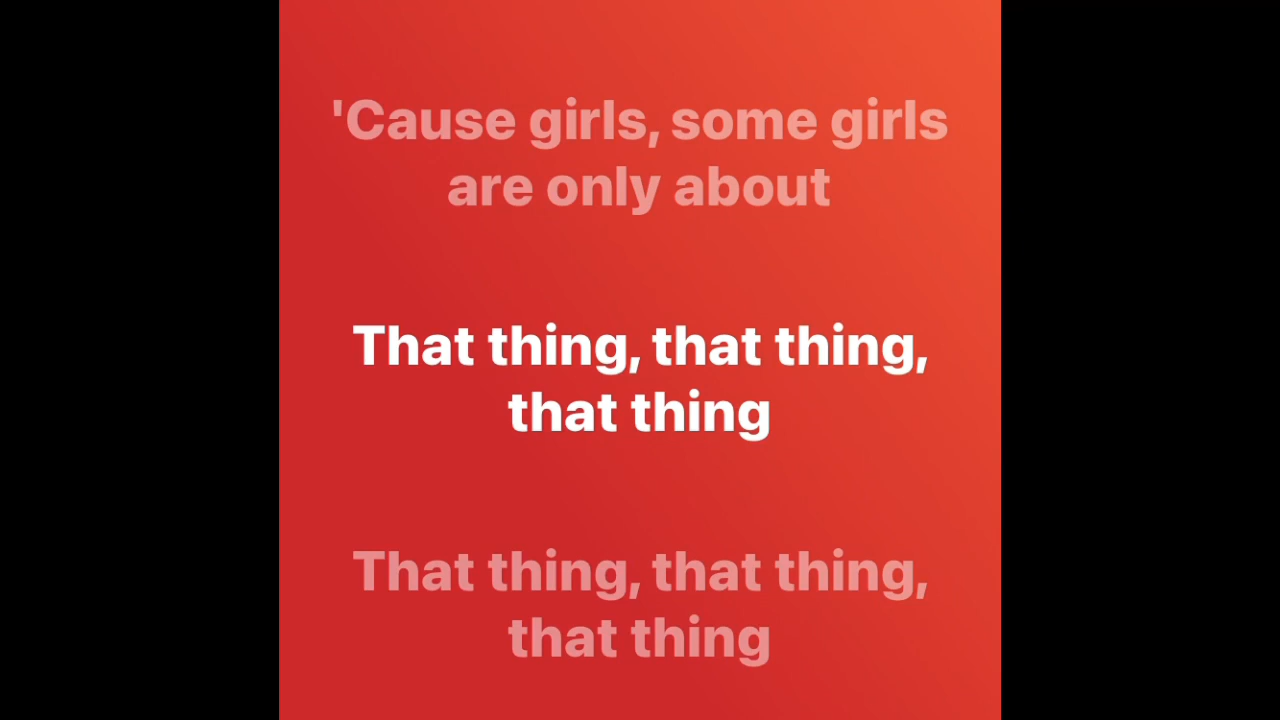 'Cause girls, some girls
are only about
That thing, that thing,
that thing
That thing, that thing,
that thing